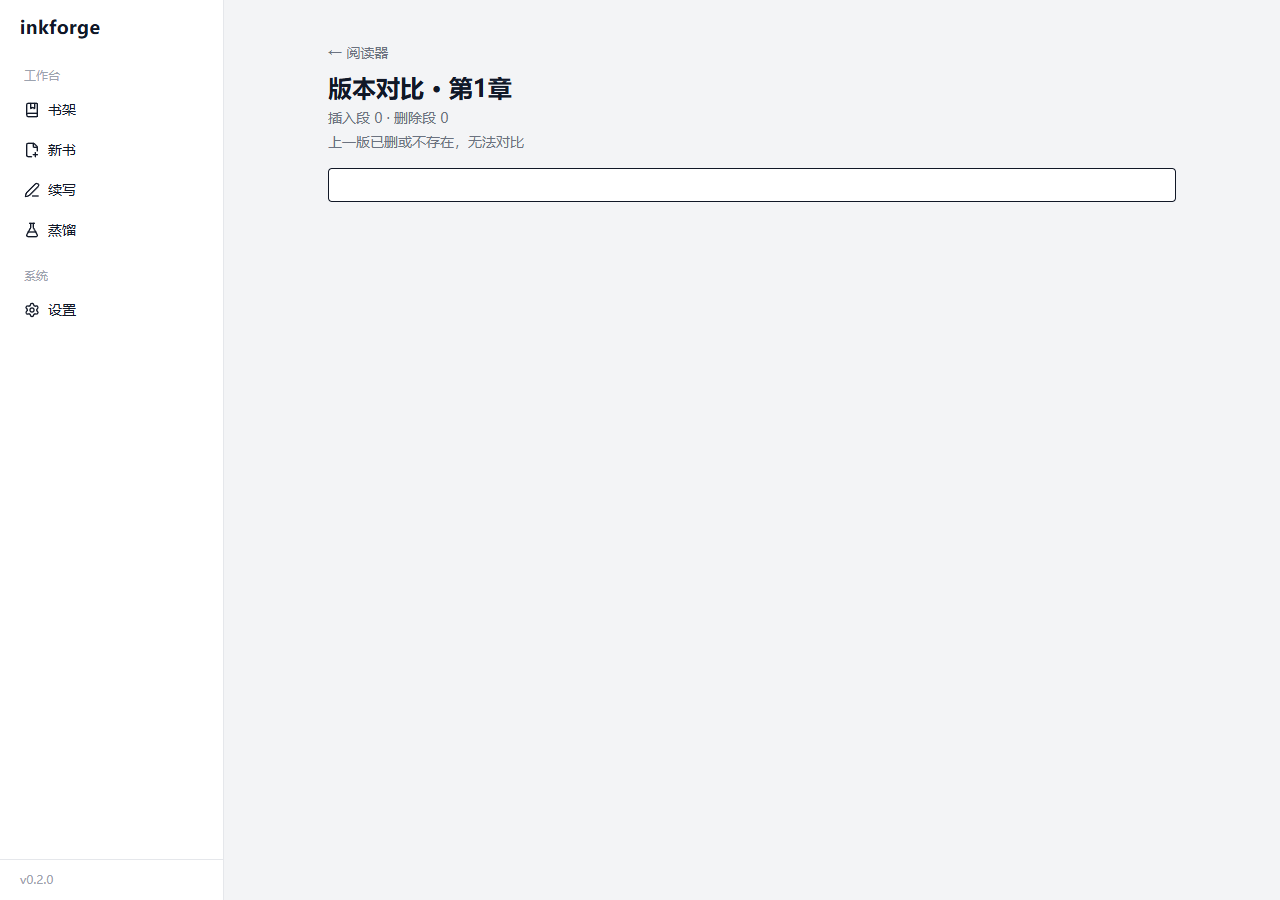 inkforge
工作台
书架
新书
续写
蒸馏
系统
设置
v0.2.0
← 阅读器
版本对比 · 第1章
插入段 0 · 删除段 0
上一版已删或不存在，无法对比